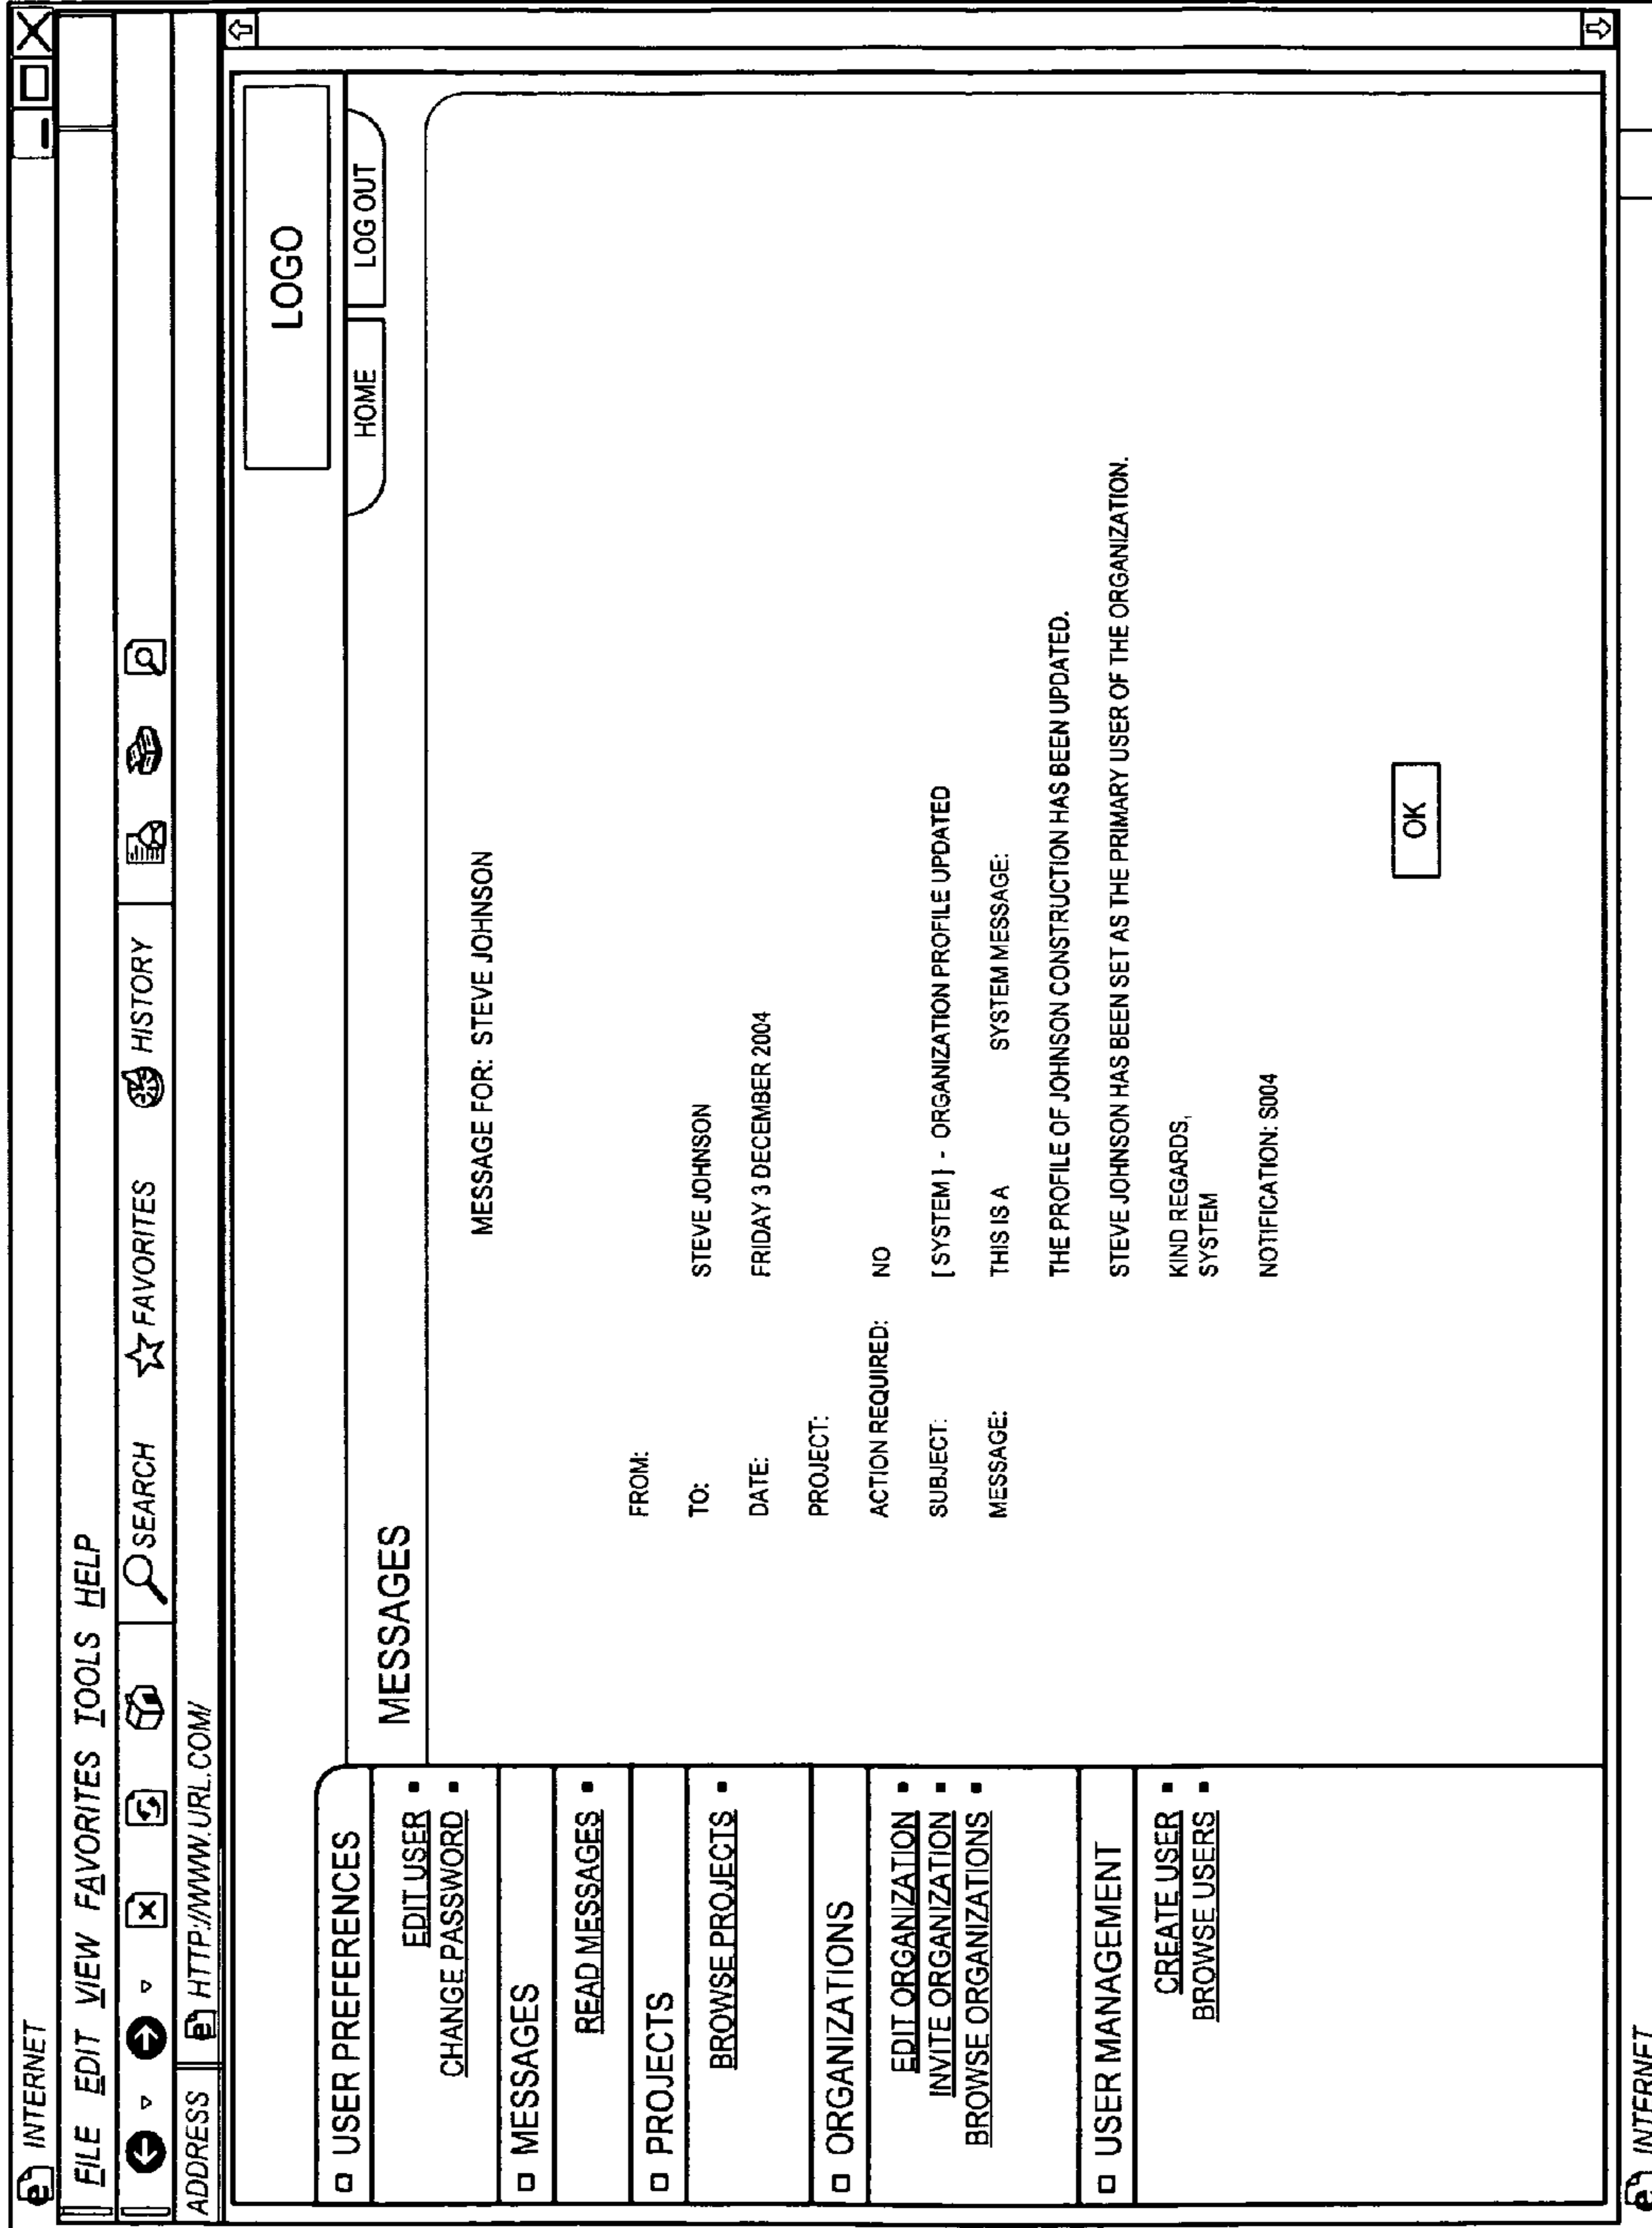 INTERNET
FILE EDIT VIEW FAVORITES TOOLS HELP
SEARCH FAVORITES HISTORY
ADDRESS HTTP://WWW.URL.COM/
LOGO
HOME LOG OUT
USER PREFERENCES
EDIT USER
CHANGE PASSWORD
MESSAGES
READ MESSAGES
PROJECTS
BROWSE PROJECTS
ORGANIZATIONS
EDIT ORGANIZATION
INVITE ORGANIZATION
BROWSE ORGANIZATIONS
USER MANAGEMENT
CREATE USER
BROWSE USERS
MESSAGES
MESSAGE FOR: STEVE JOHNSON
FROM:
TO: STEVE JOHNSON
DATE: FRIDAY 3 DECEMBER 2004
PROJECT:
ACTION REQUIRED: NO
SUBJECT: [SYSTEM] - ORGANIZATION PROFILE UPDATED
MESSAGE: THIS IS A SYSTEM MESSAGE:
THE PROFILE OF JOHNSON CONSTRUCTION HAS BEEN UPDATED.
STEVE JOHNSON HAS BEEN SET AS THE PRIMARY USER OF THE ORGANIZATION.
KIND REGARDS,
SYSTEM
NOTIFICATION: S004
OK
INTERNET